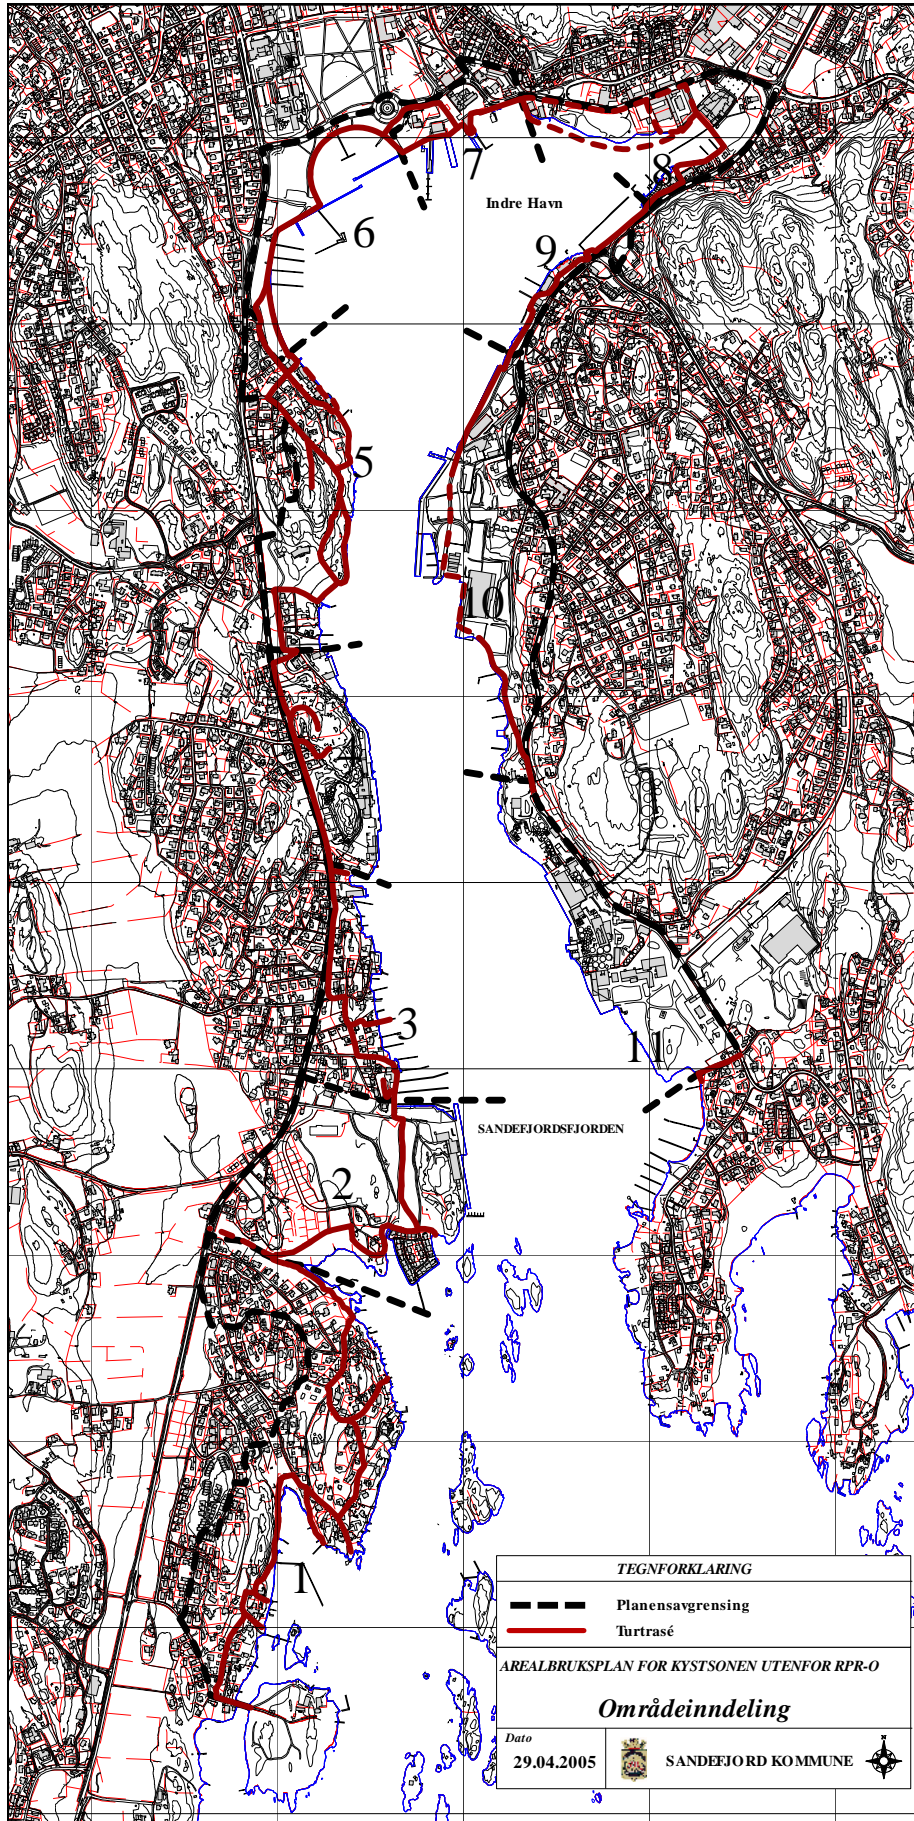 7
8
Indre Havn
6
9
5
10
4
3
11
SANDEFJORDSFJORDEN
2
1
TEGNFORKLARING
Planensavgrensing
Turtrasé
AREALBRUKSPLAN FOR KYSTSONEN UTENFOR RPR-O
Områdeinndeling
Dato
29.04.2005
SANDEFJORD KOMMUNE